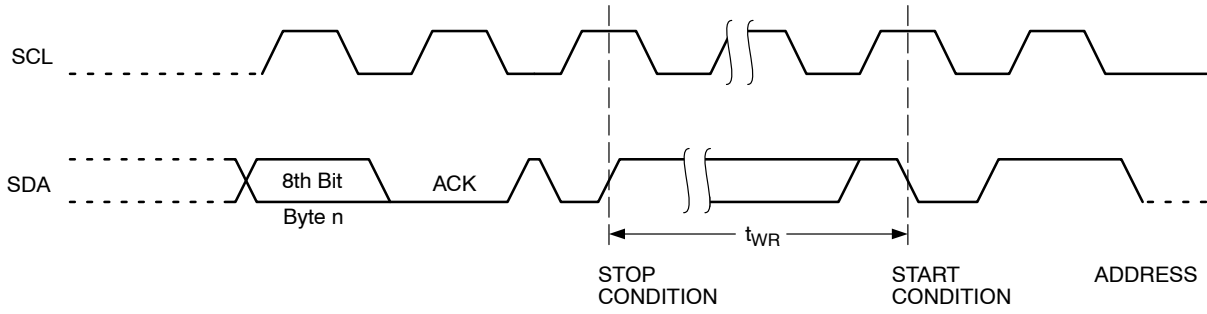 SCL
SDA
8th Bit
ACK
Byte n
tWR
STOP
CONDITION
START
CONDITION
ADDRESS